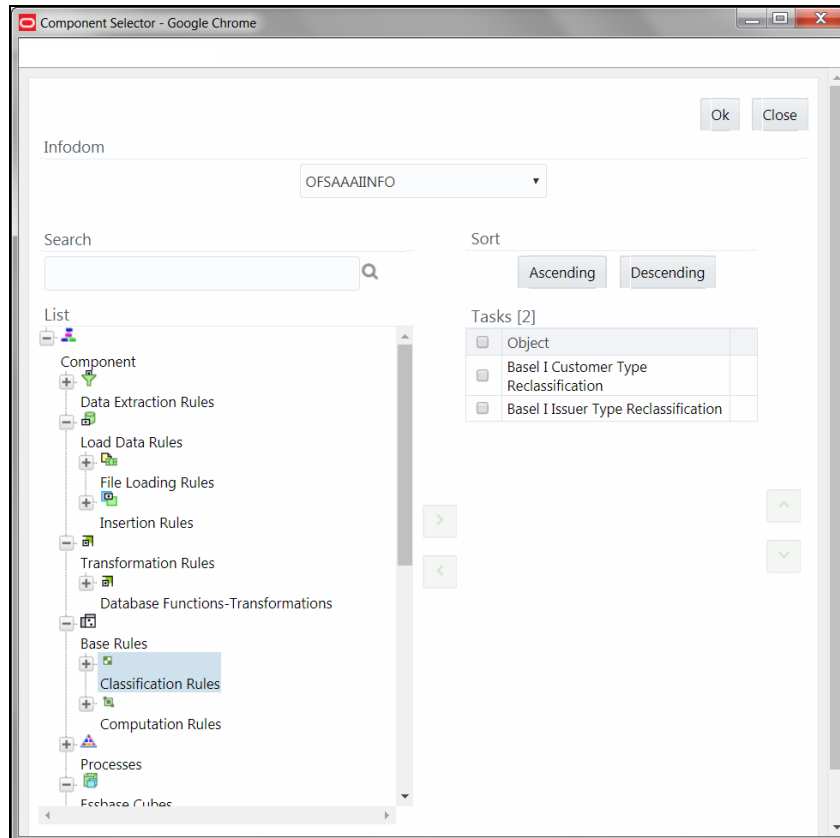 Component Selector - Google Chrome
Ok
Close
Infodom
OFSAAAIINFO
Search
Sort
Ascending
Descending
List
Tasks [2]
Object
Basel I Customer Type
Reclassification
Basel I Issuer Type Reclassification
Component
Data Extraction Rules
Load Data Rules
File Loading Rules
Insertion Rules
Transformation Rules
Database Functions-Transformations
Base Rules
Classification Rules
Computation Rules
Processes
Essbase Cubes